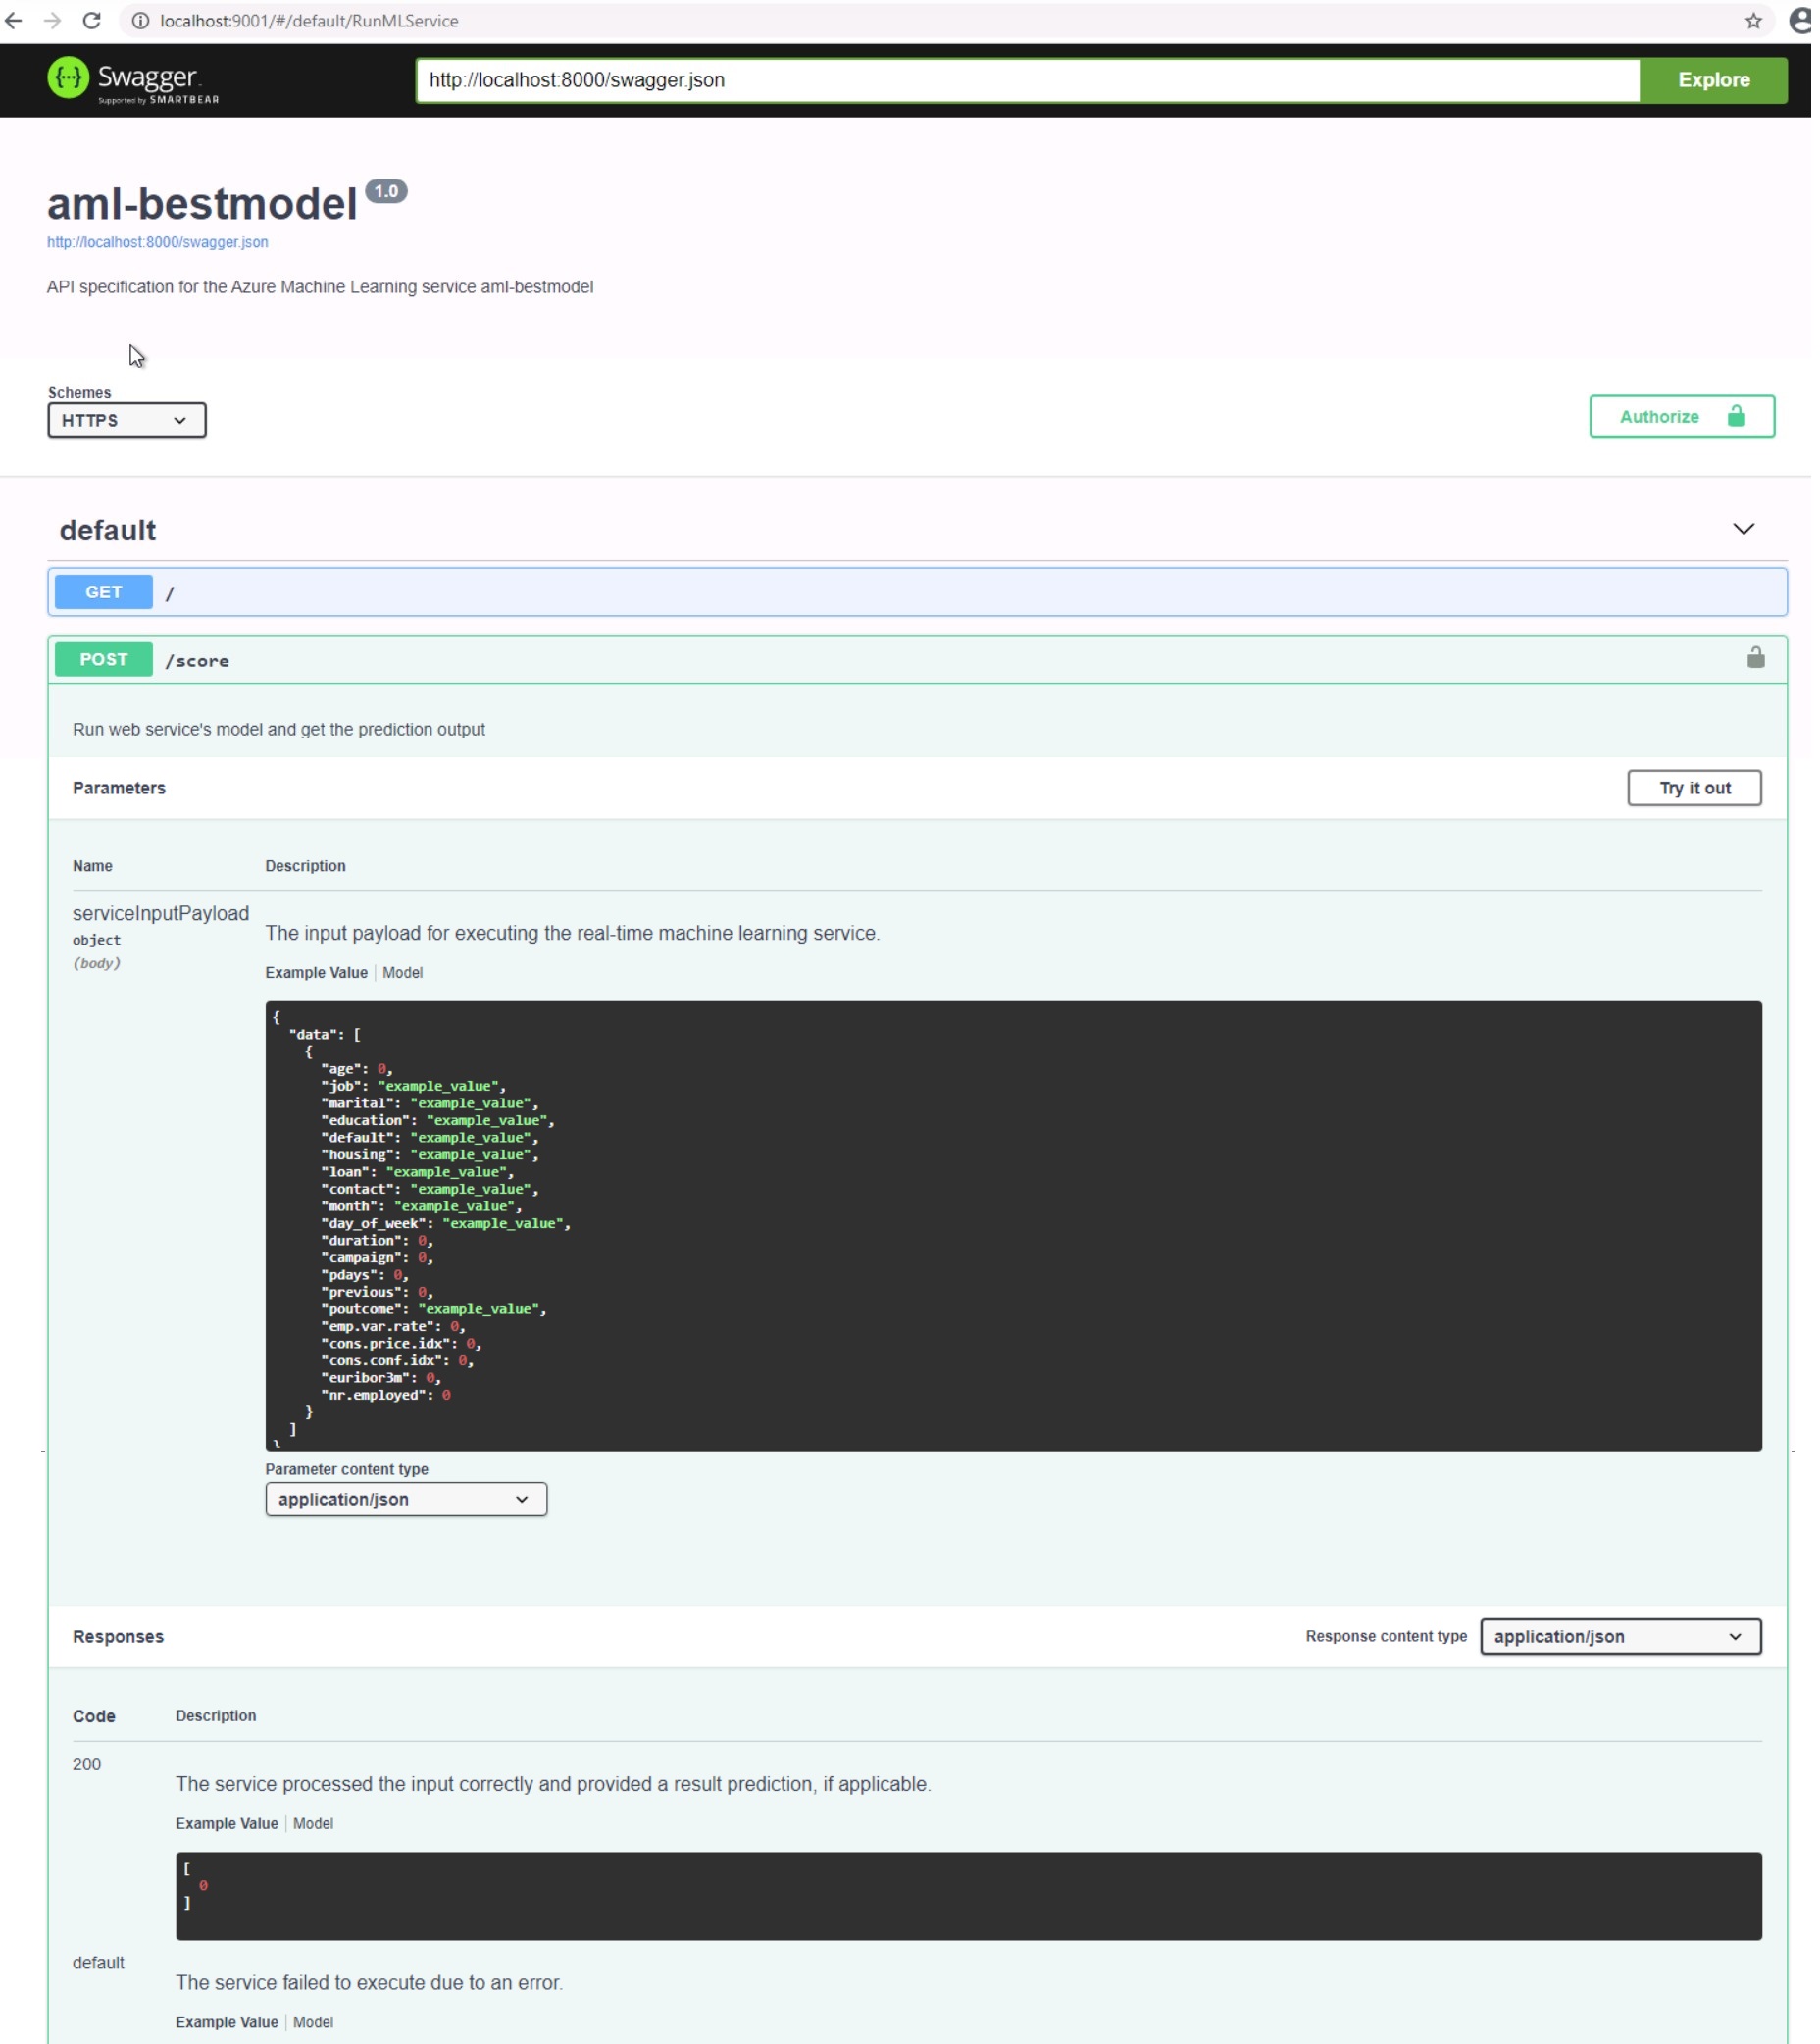 localhost:9001/#/default/RunMLService
Swagger.
Supported by SMARTBEAR
http://localhost:8000/swagger.json
Explore
aml-bestmodel 1.0
http://localhost:8000/swagger.json
API specification for the Azure Machine Learning service aml-bestmodel
Schemes
HTTPS
Authorize
default
GET /
POST /score
Run web service's model and get the prediction output
Parameters
Try it out
Name Description
serviceInputPayload
object
(body)
The input payload for executing the real-time machine learning service.
Example Value Model
{
"data": [
{
"age": 0,
"job": "example_value",
"marital": "example_value",
"education": "example_value",
"default": "example_value",
"housing": "example_value",
"loan": "example_value",
"contact": "example_value",
"month": "example_value",
"day_of_week": "example_value",
"duration": 0,
"campaign": 0,
"pdays": 0,
"previous": 0,
"poutcome": "example_value",
"emp.var.rate": 0,
"cons.price.idx": 0,
"cons.conf.idx": 0,
"euribor3m": 0,
"nr.employed": 0
}
]
}
Parameter content type
application/json
Responses
Response content type application/json
Code Description
200
The service processed the input correctly and provided a result prediction, if applicable.
Example Value Model
[
0
]
default
The service failed to execute due to an error.
Example Value Model